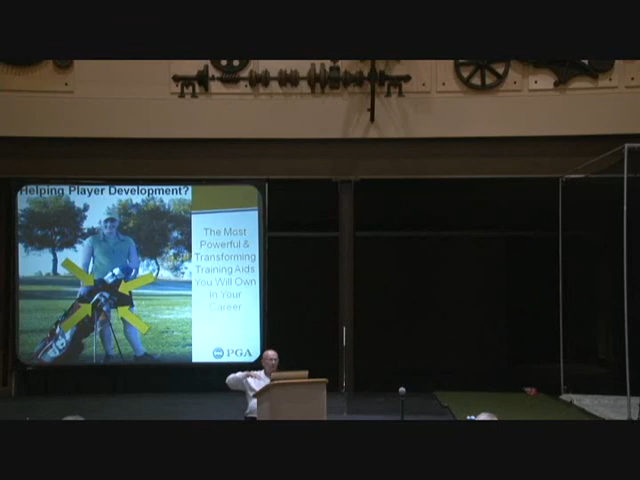 Helping Player Development?
The Most
Powerful &
Transforming
Training Aids
You Will Own
In Your
Career
PGA